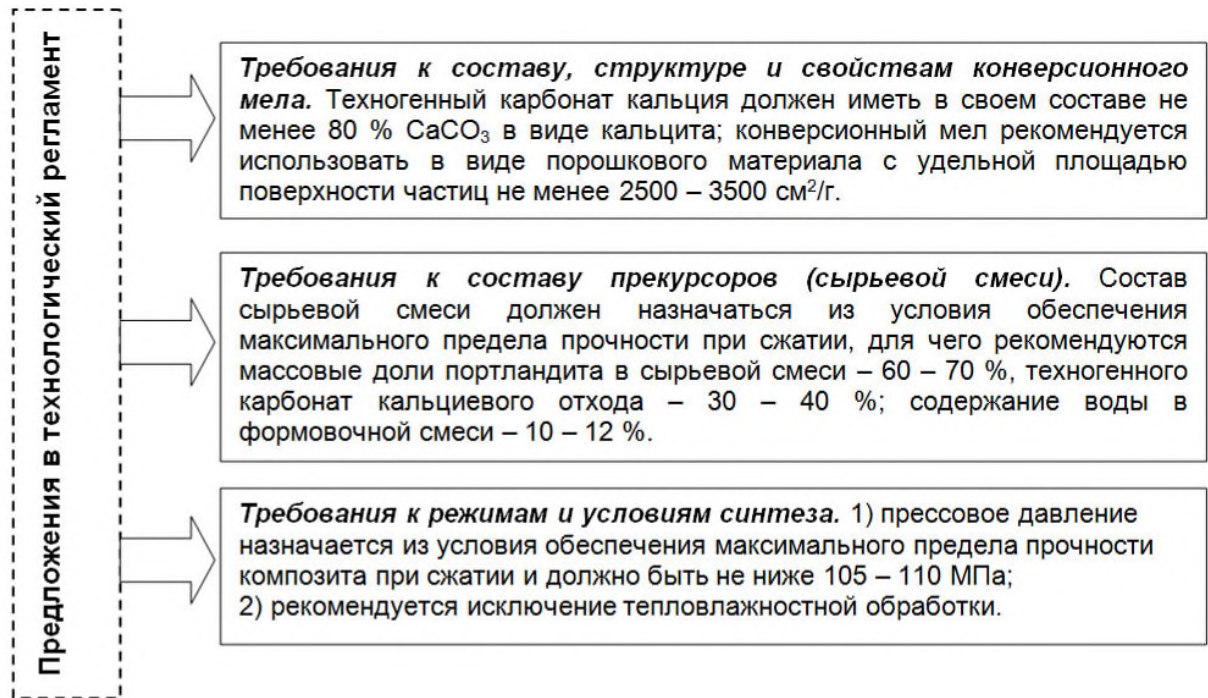 Предложения в технологический регламент
Требования к составу, структуре и свойствам конверсионного
мела. Техногенный карбонат кальция должен иметь в своем составе не
менее 80 % CaCO₃ в виде кальцита; конверсионный мел рекомендуется
использовать в виде порошкового материала с удельной площадью
поверхности частиц не менее 2500 – 3500 см²/г.
Требования к составу прекурсоров (сырьевой смеси). Состав
сырьевой смеси должен назначаться из условия обеспечения
максимального предела прочности при сжатии, для чего рекомендуются
массовые доли портландита в сырьевой смеси – 60 – 70 %, техногенного
карбонат кальциевого отхода – 30 – 40 %; содержание воды в
формовочной смеси – 10 – 12 %.
Требования к режимам и условиям синтеза. 1) прессовое давление
назначается из условия обеспечения максимального предела прочности
композита при сжатии и должно быть не ниже 105 – 110 МПа;
2) рекомендуется исключение тепловлажностной обработки.